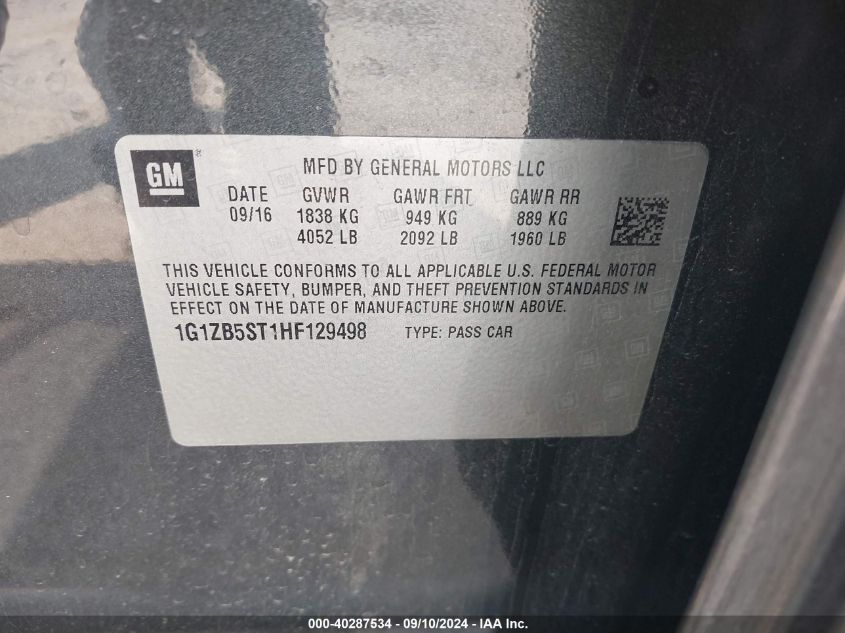 GM® MFD BY GENERAL MOTORS LLC
DATE GVWR GAWR FRT GAWR RR
09/16 1838 KG 949 KG 889 KG
4052 LB 2092 LB 1960 LB
THIS VEHICLE CONFORMS TO ALL APPLICABLE U.S. FEDERAL MOTOR
VEHICLE SAFETY, BUMPER, AND THEFT PREVENTION STANDARDS IN
EFFECT ON THE DATE OF MANUFACTURE SHOWN ABOVE.
1G1ZB5ST1HF129498 TYPE: PASS CAR
000-40287534 - 09/10/2024 - IAA Inc.